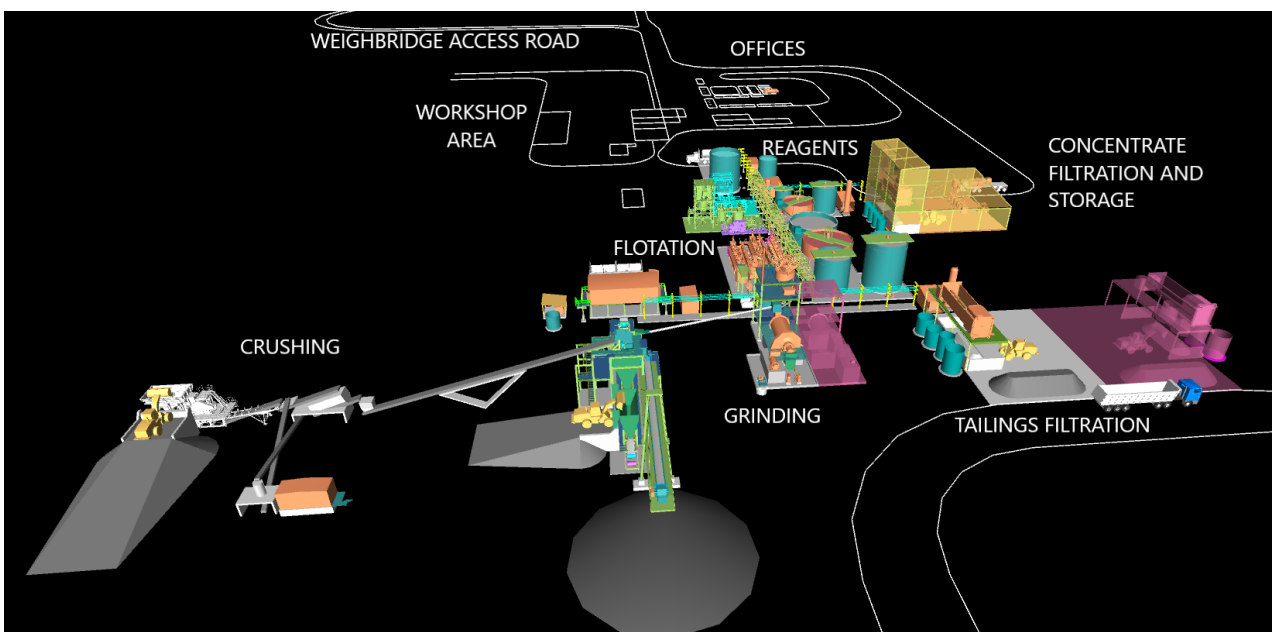 WEIGHBRIDGE ACCESS ROAD
OFFICES
WORKSHOP
AREA
REAGENTS
CONCENTRATE
FILTRATION AND
STORAGE
FLOTATION
CRUSHING
GRINDING
TAILINGS FILTRATION